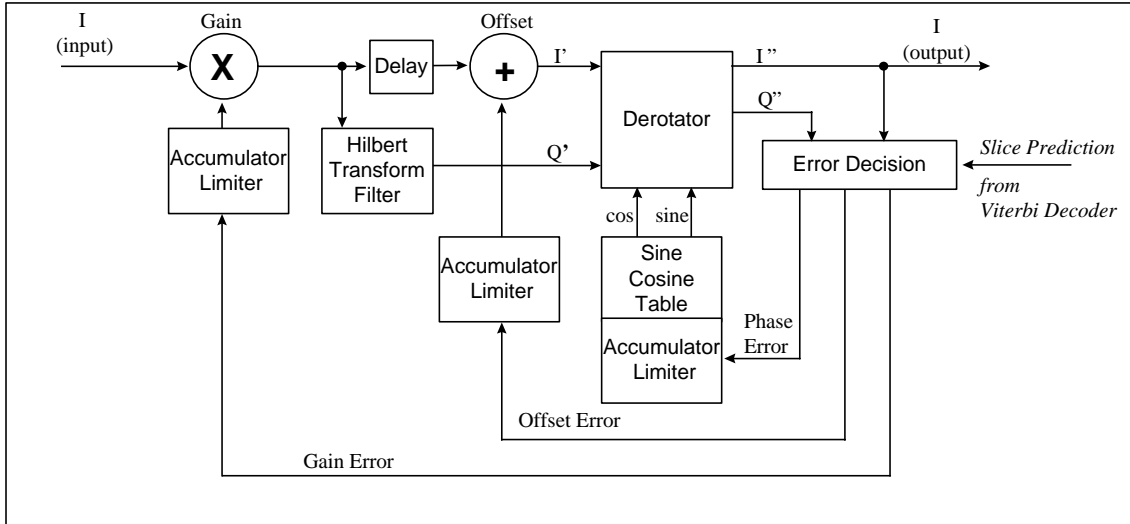 I
(input)
Gain
X
Delay
Offset
+
I'
I"
I
(output)
Derotator
Q"
Accumulator
Limiter
Hilbert
Transform
Filter
Q'
Error Decision
Slice Prediction
from
Viterbi Decoder
cos
sine
Accumulator
Limiter
Sine
Cosine
Table
Accumulator
Limiter
Phase
Error
Offset Error
Gain Error